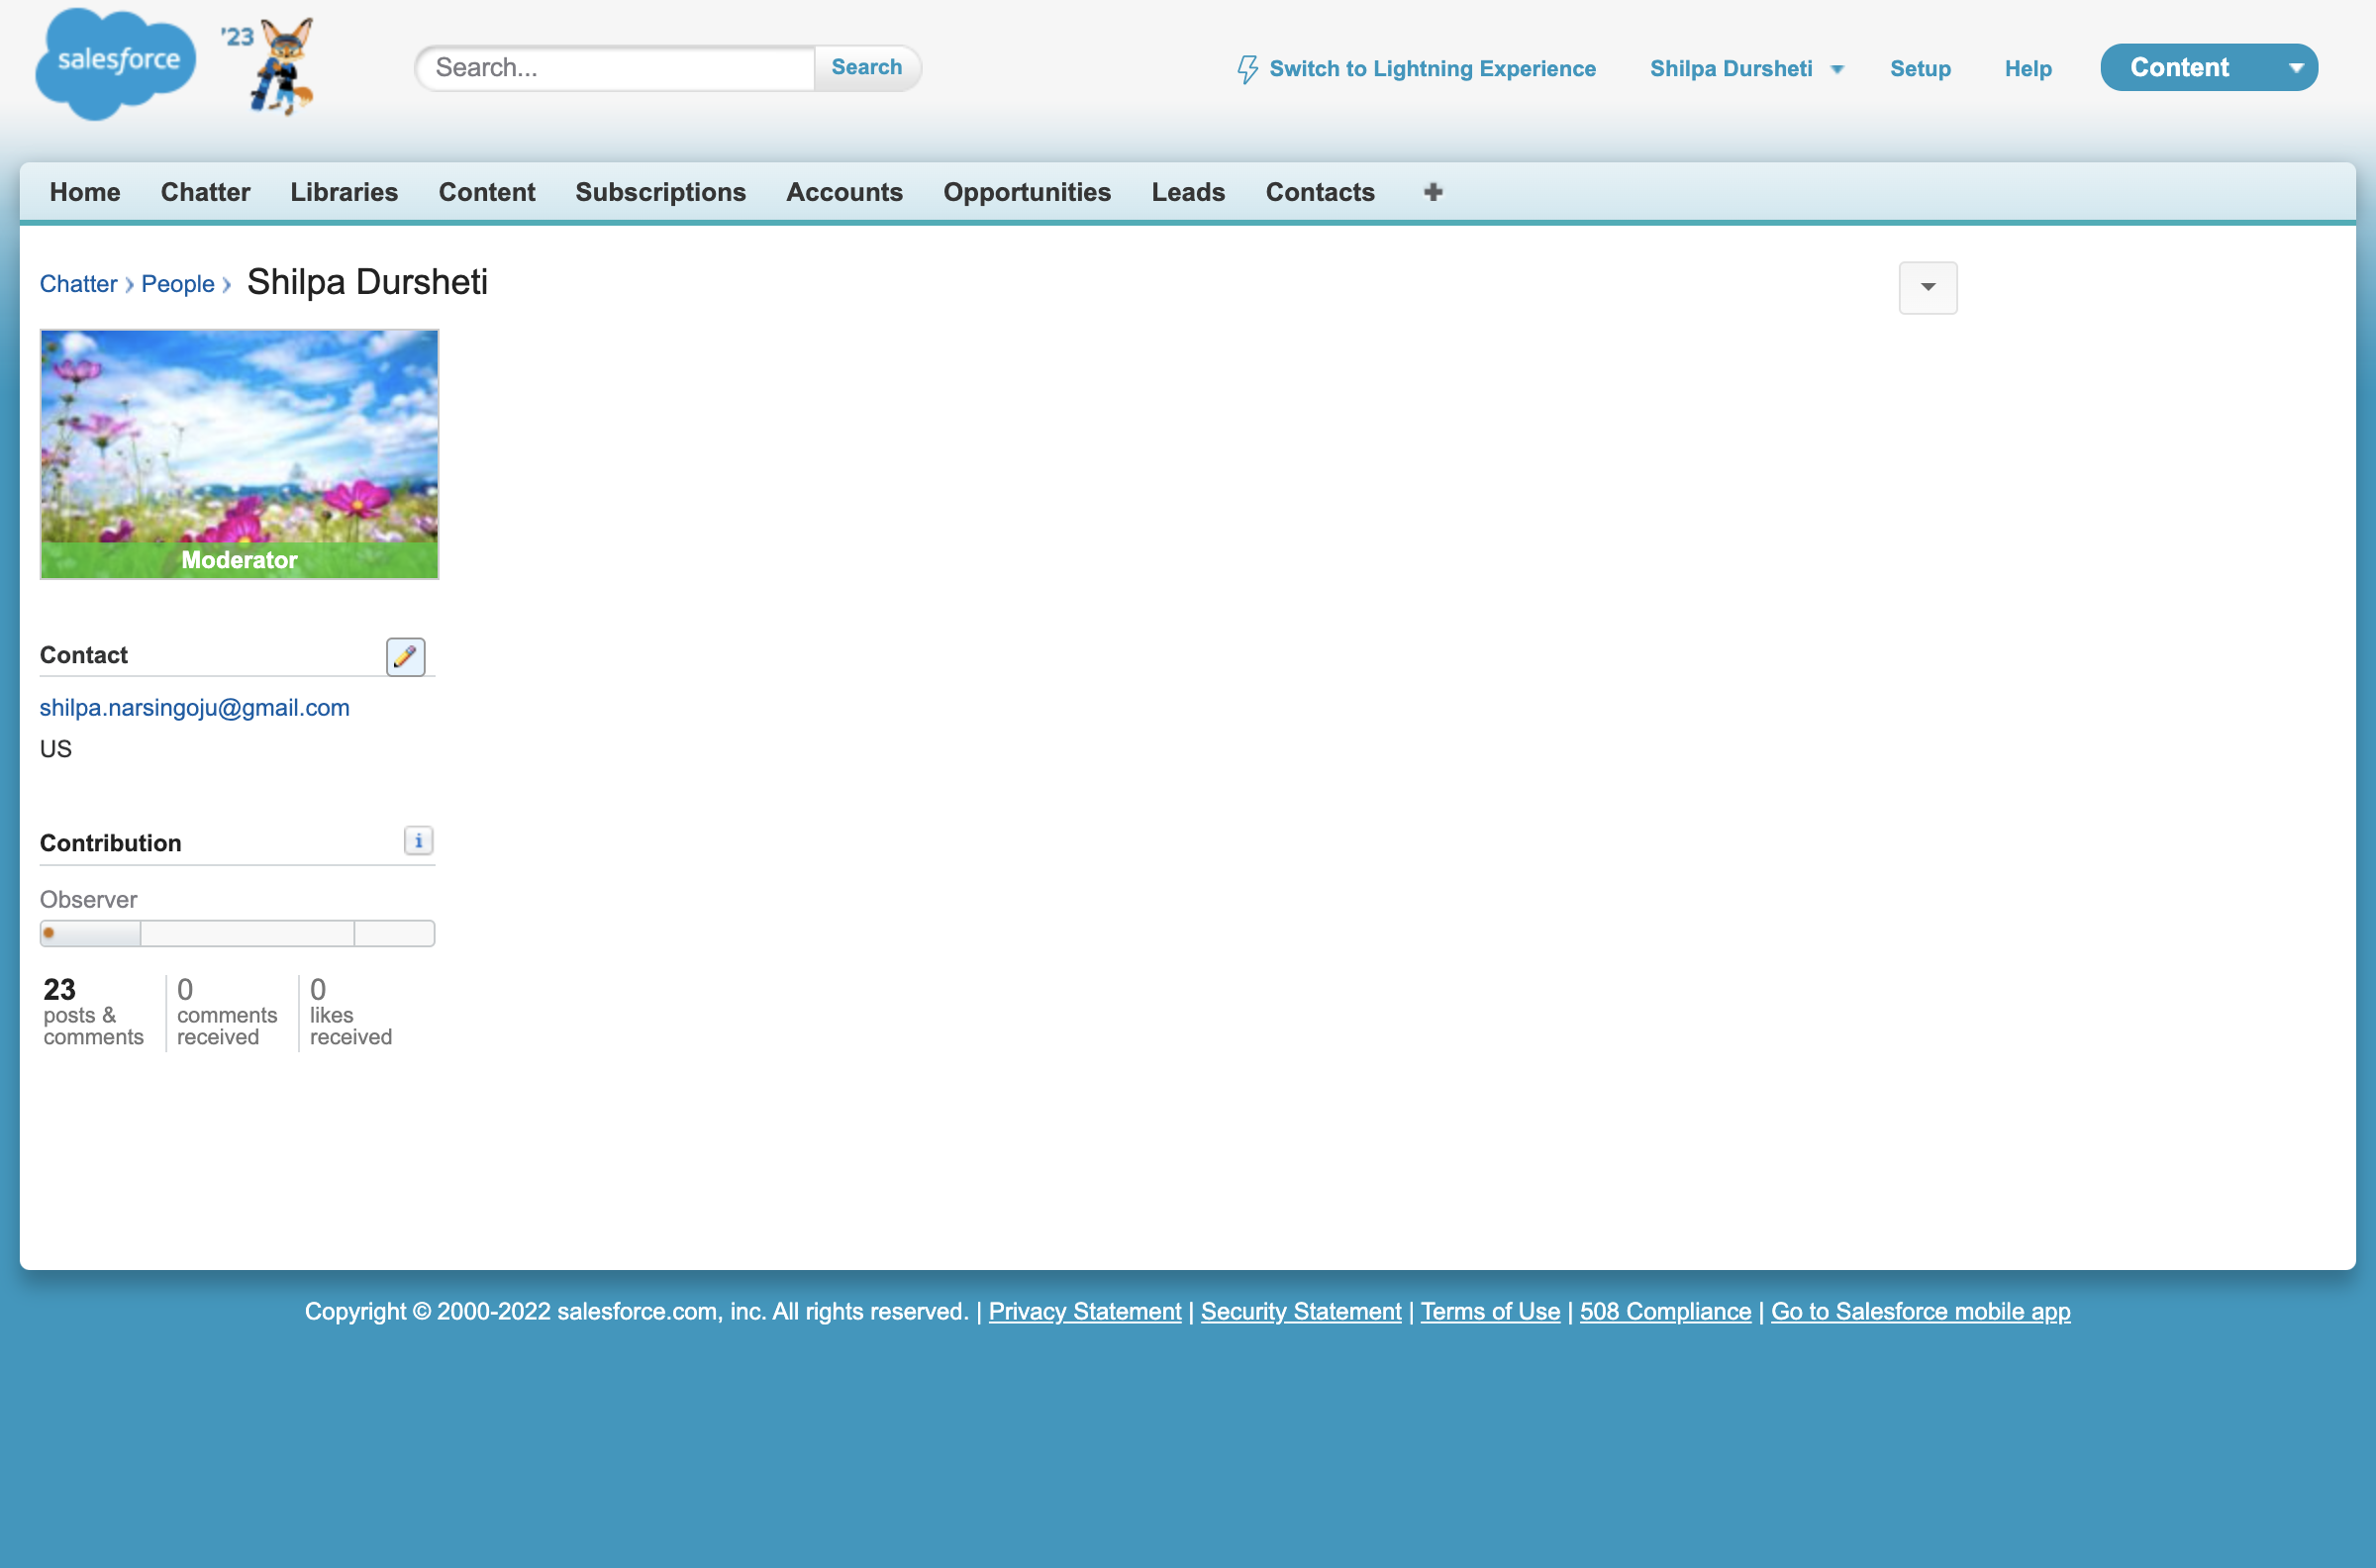 salesforce
'23
Search...
Search
Switch to Lightning Experience
Shilpa Dursheti
Setup
Help
Content
Home
Chatter
Libraries
Content
Subscriptions
Accounts
Opportunities
Leads
Contacts
Chatter
People
Shilpa Dursheti
Moderator
Contact
shilpa.narsingoju@gmail.com
US
Contribution
i
Observer
23
posts &
comments
0
comments
received
0
likes
received
Copyright © 2000-2022 salesforce.com, inc. All rights reserved. | Privacy Statement | Security Statement | Terms of Use | 508 Compliance | Go to Salesforce mobile app